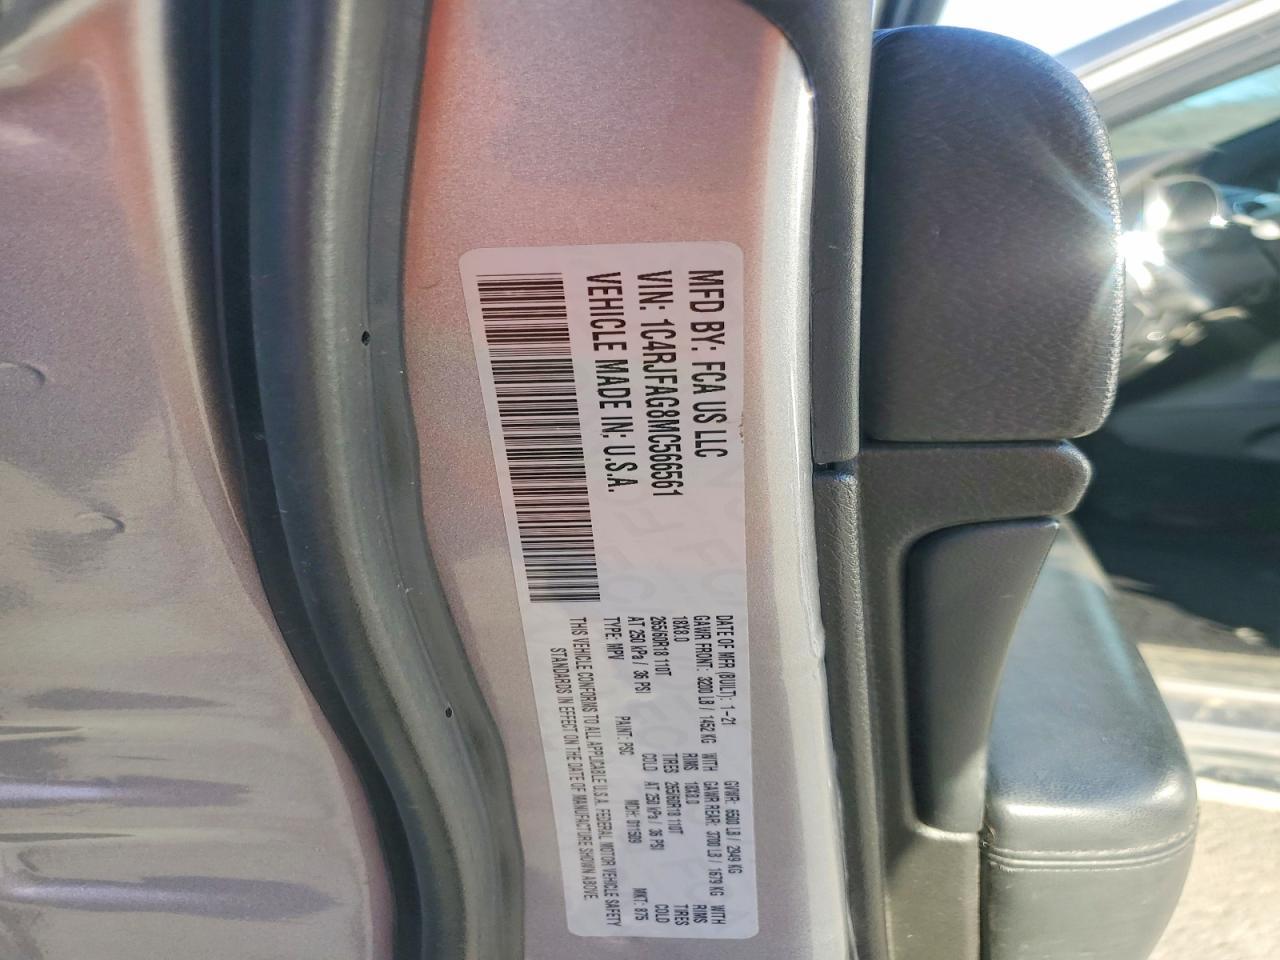 MFD BY: FCA US LLC
VIN: 1C4RJFAG8MC566561
VEHICLE MADE IN: U.S.A.
DATE OF MFR (BUILT): 1-21 GVWR: 6500 LB / 2949 KG
GAWR FRONT: 3200 LB / 1452 KG WITH GAWR REAR: 3700 LB / 1679 KG WITH
18X8.0 RIMS 18X8.0 RIMS
265/60R18 110T TIRES 265/60R18 110T TIRES
AT 250 kPa / 36 PSI COLD AT 250 kPa / 36 PSI COLD
TYPE: MPV PAINT: PSC MDH: 011509 MKT: 875
THIS VEHICLE CONFORMS TO ALL APPLICABLE U.S.A. FEDERAL MOTOR VEHICLE SAFETY
STANDARDS IN EFFECT ON THE DATE OF MANUFACTURE SHOWN ABOVE.